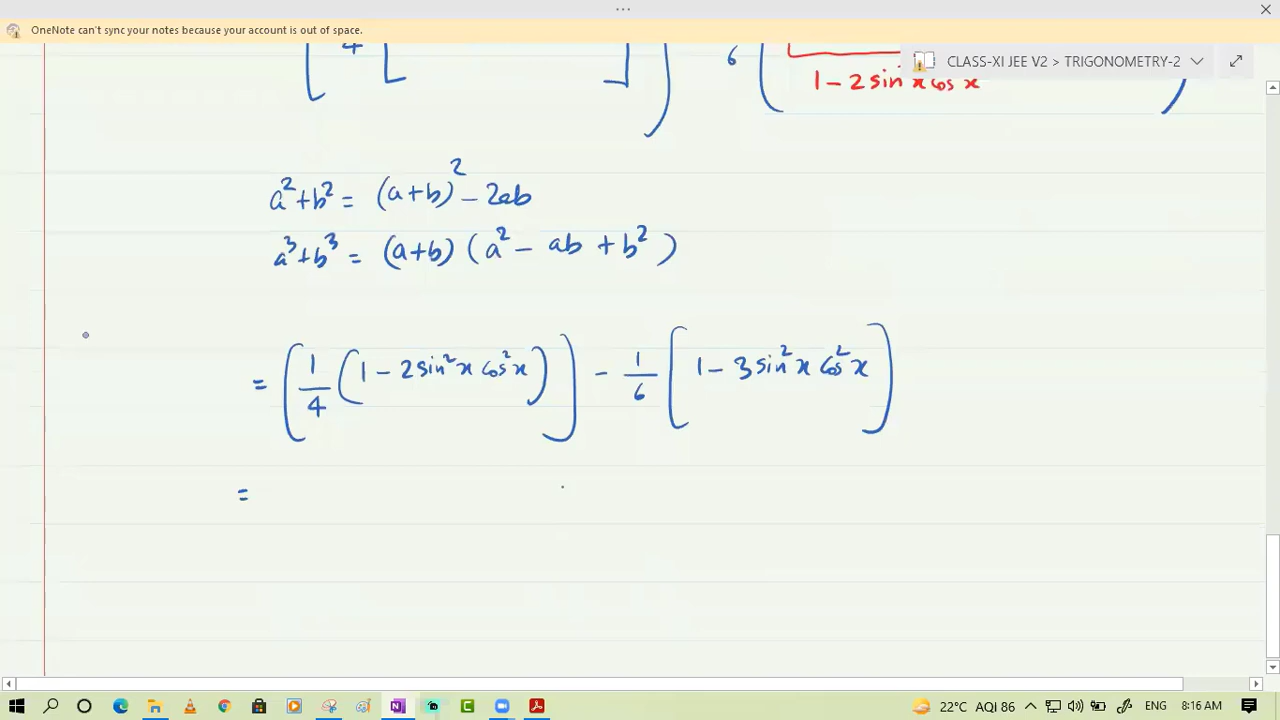 OneNote can't sync your notes because your account is out of space.
CLASS-XI JEE V2 > TRIGONOMETRY-2
4
6
1 - 2 sin x cos x
a² + b² = (a+b)² - 2ab
a³ + b³ = (a+b) (a² - ab + b²)
= [1/4 (1 - 2 sin²x cos²x)] - 1/6 [1 - 3 sin²x cos²x]
=
22°C AQI 86 ENG 8:16 AM